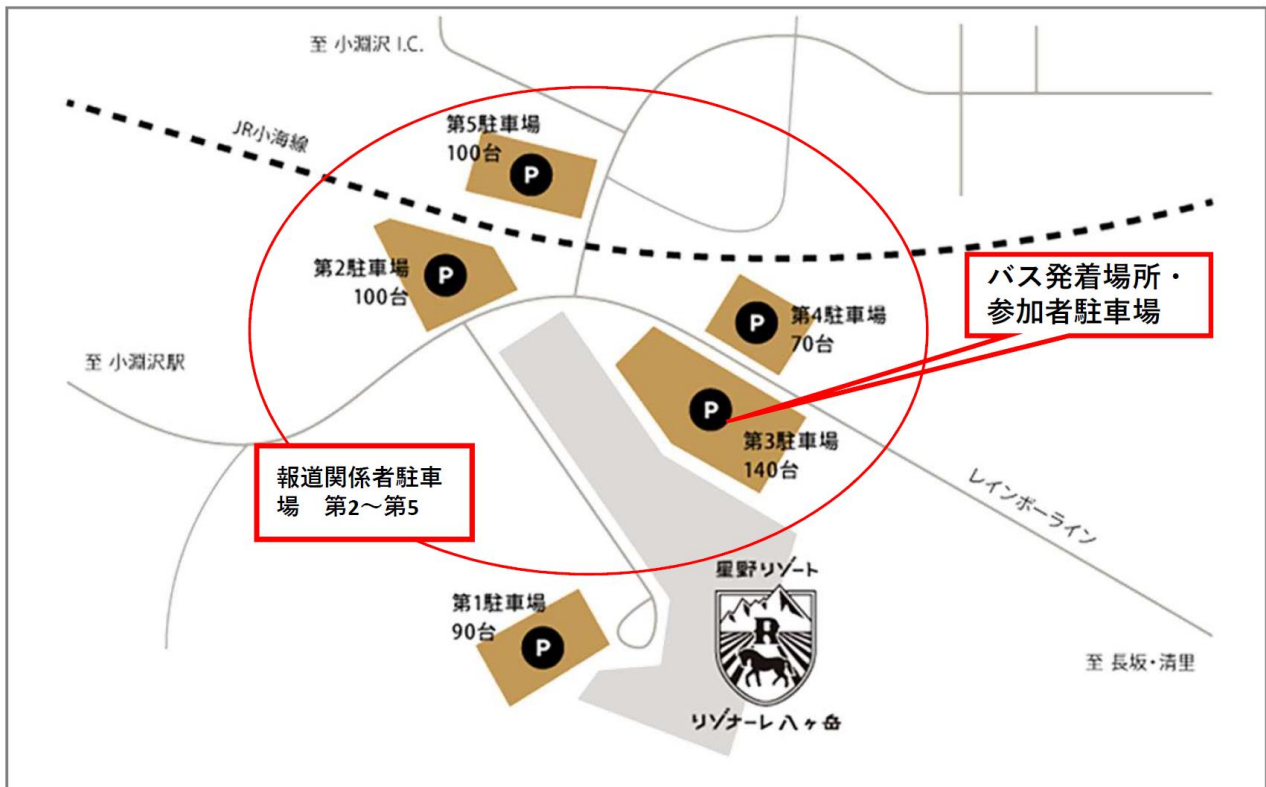 至 小淵沢 I.C.
JR小海線
第5駐車場
100台
P
第2駐車場
100台
P
バス発着場所・
参加者駐車場
第4駐車場
70台
P
至 小淵沢駅
P
第3駐車場
140台
報道関係者駐車
場　第2～第5
レインボーライン
星野リゾート
R
リゾナーレ八ヶ岳
第1駐車場
90台
P
至 長坂・清里